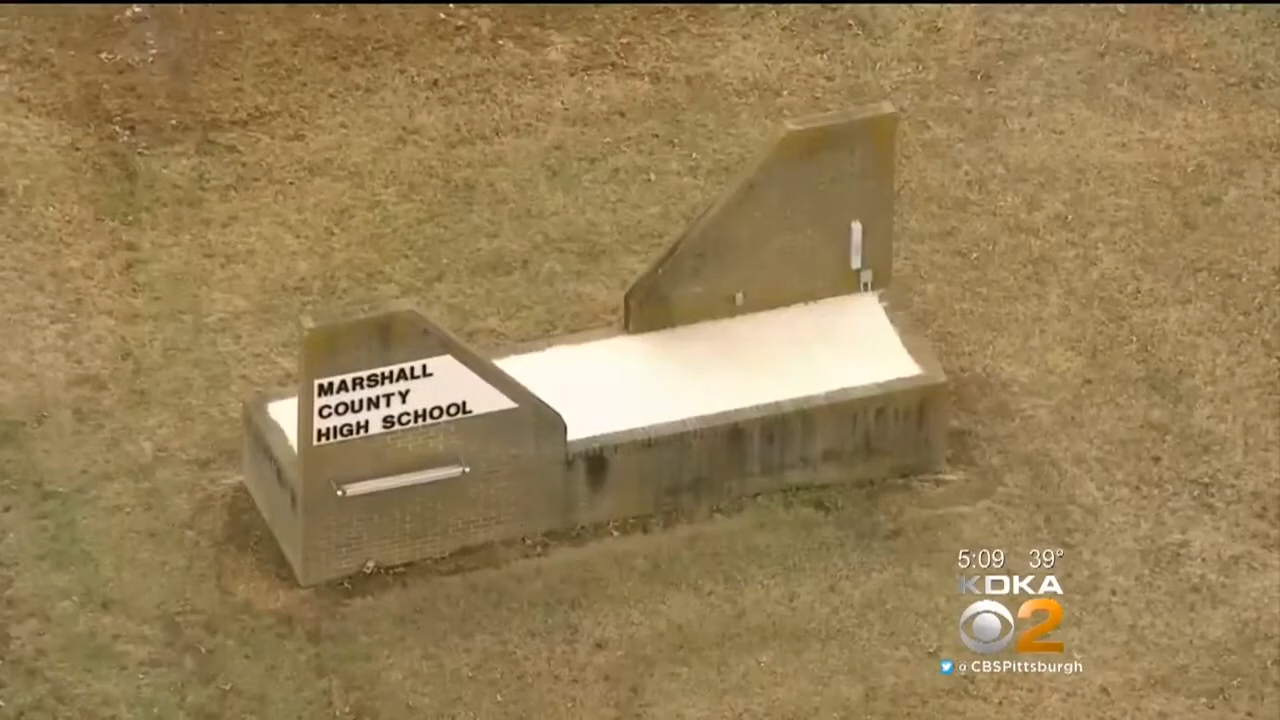 MARSHALL
COUNTY
HIGH SCHOOL
5:09 39°
KDKA
2
@CBSPittsburgh